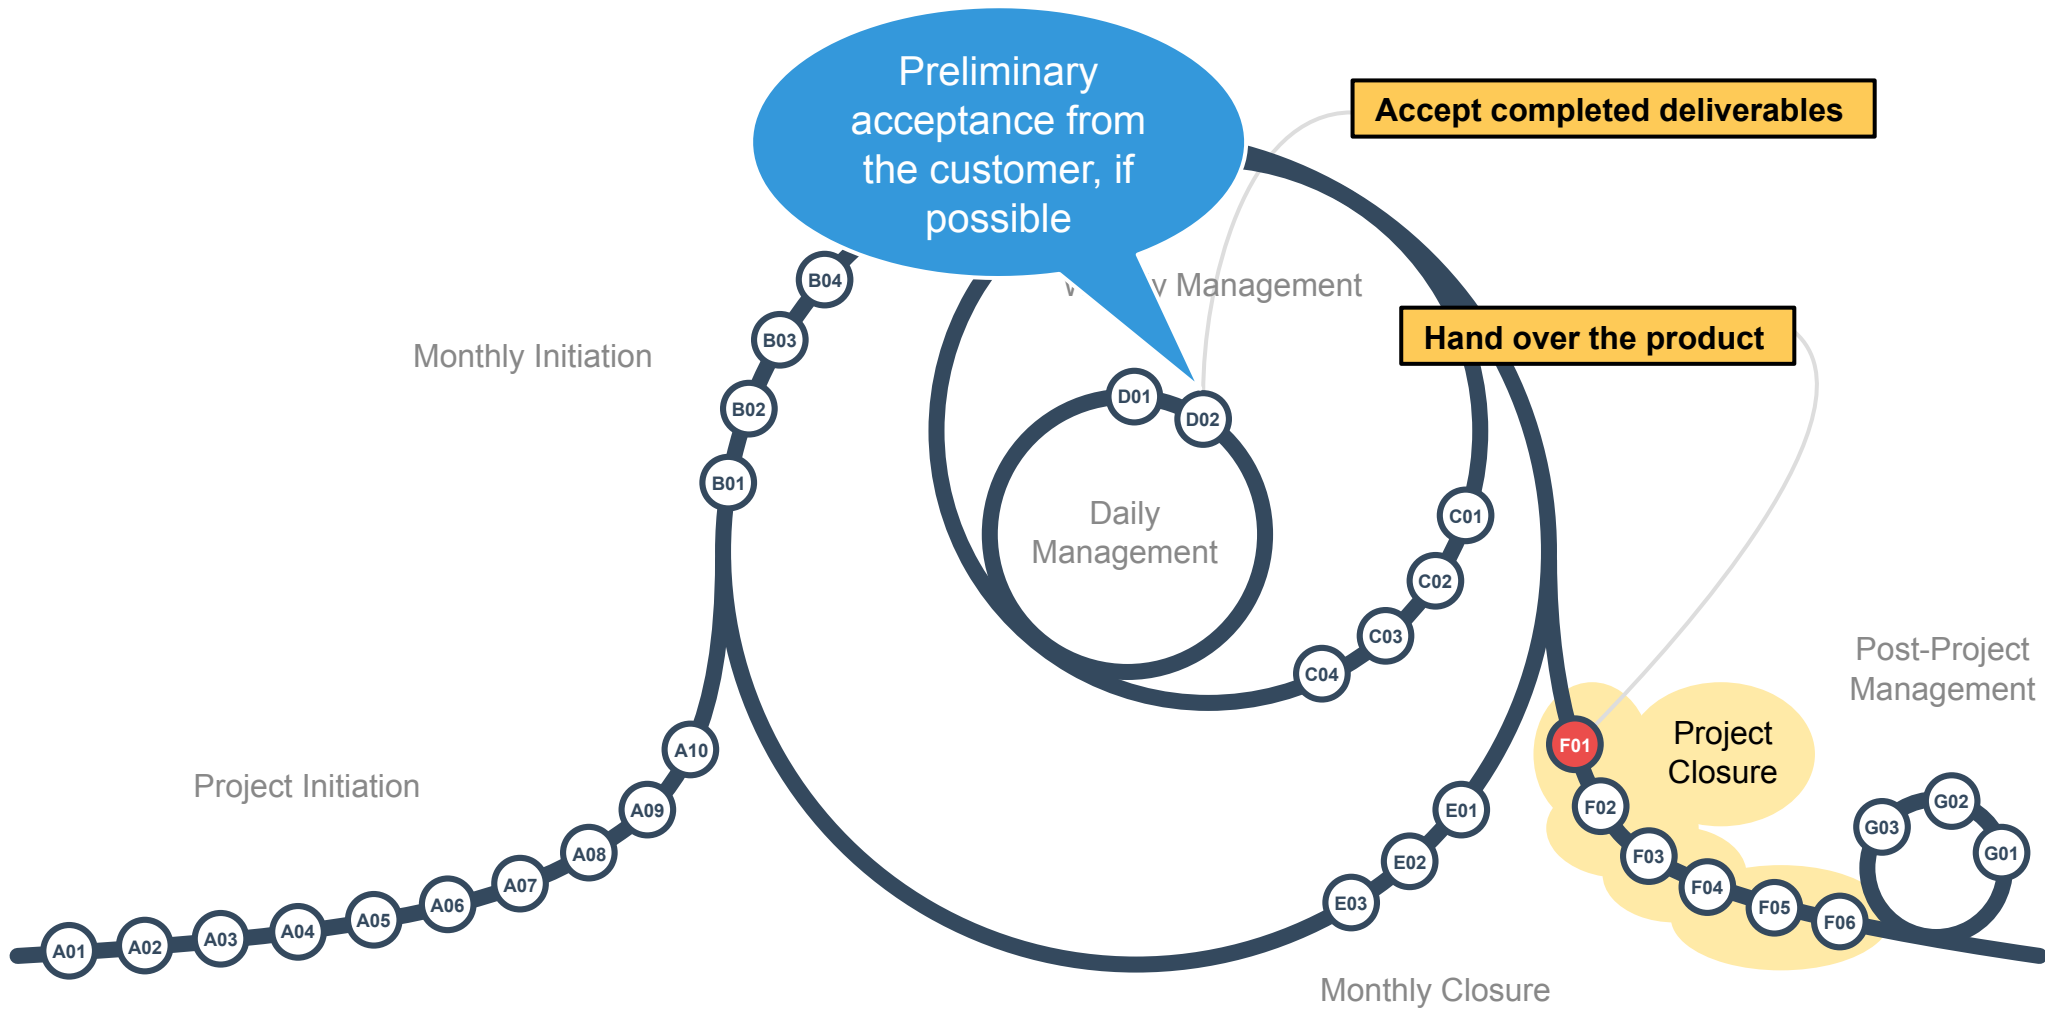 Preliminary
acceptance from
the customer, if
possible
Accept completed deliverables
Management
Hand over the product
Monthly Initiation
B04
B03
B02
B01
D01
D02
Daily
Management
C01
C02
C03
C04
Post-Project
Management
Project
Closure
Project Initiation
A01
A02
A03
A04
A05
A06
A07
A08
A09
A10
E01
E02
E03
Monthly Closure
F01
F02
F03
F04
F05
F06
G03
G02
G01